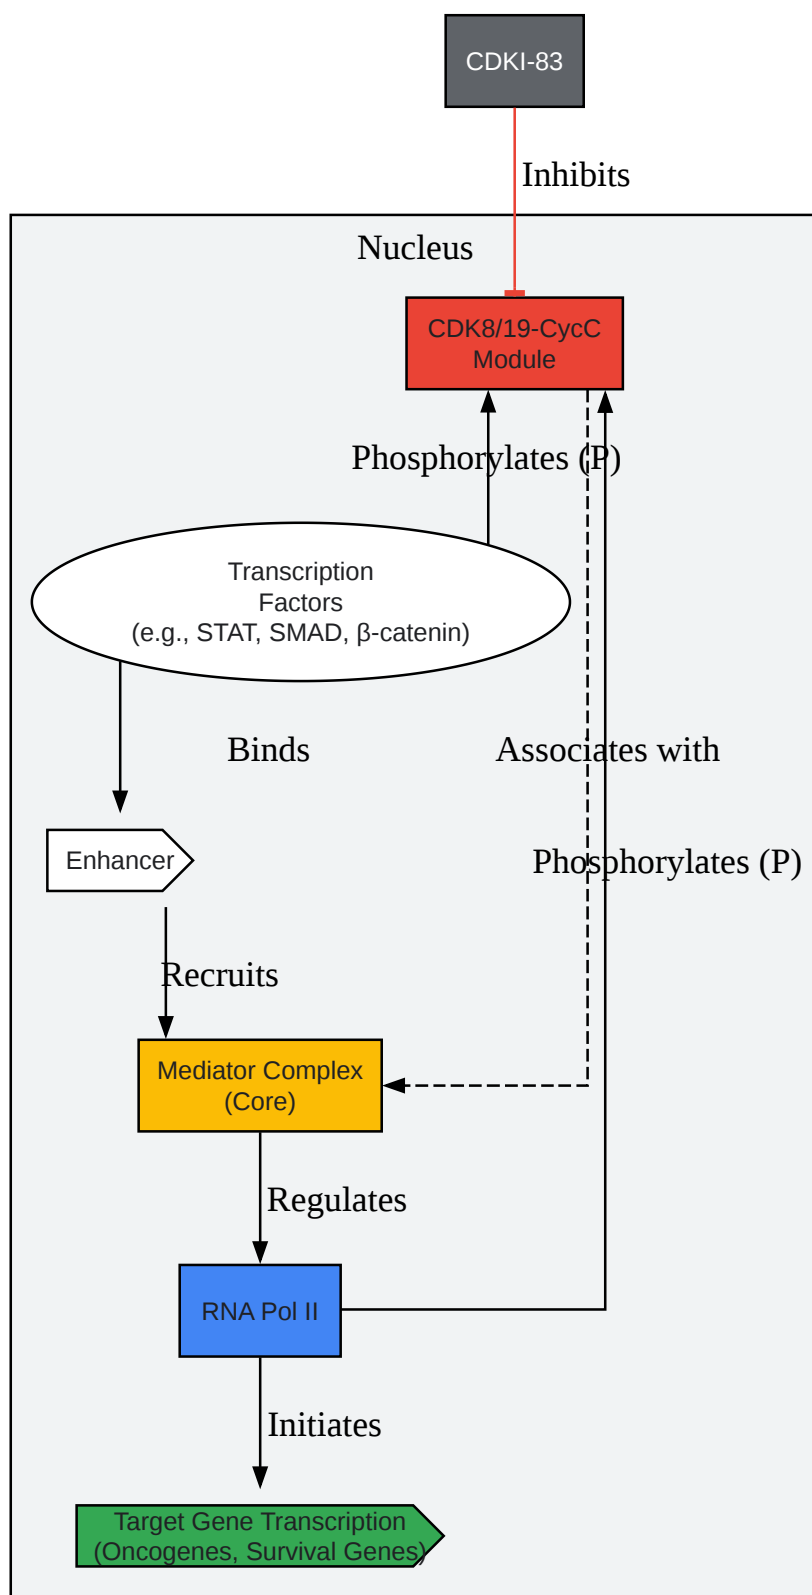 CDKI-83
Inhibits
Nucleus
CDK8/19-CycC
Module
Phosphorylates (P)
Transcription
Factors
(e.g., STAT, SMAD, β-catenin)
Binds
Associates with
Enhancer
Phosphorylates (P)
Recruits
Mediator Complex
(Core)
Regulates
RNA Pol II
Initiates
Target Gene Transcription
(Oncogenes, Survival Genes)